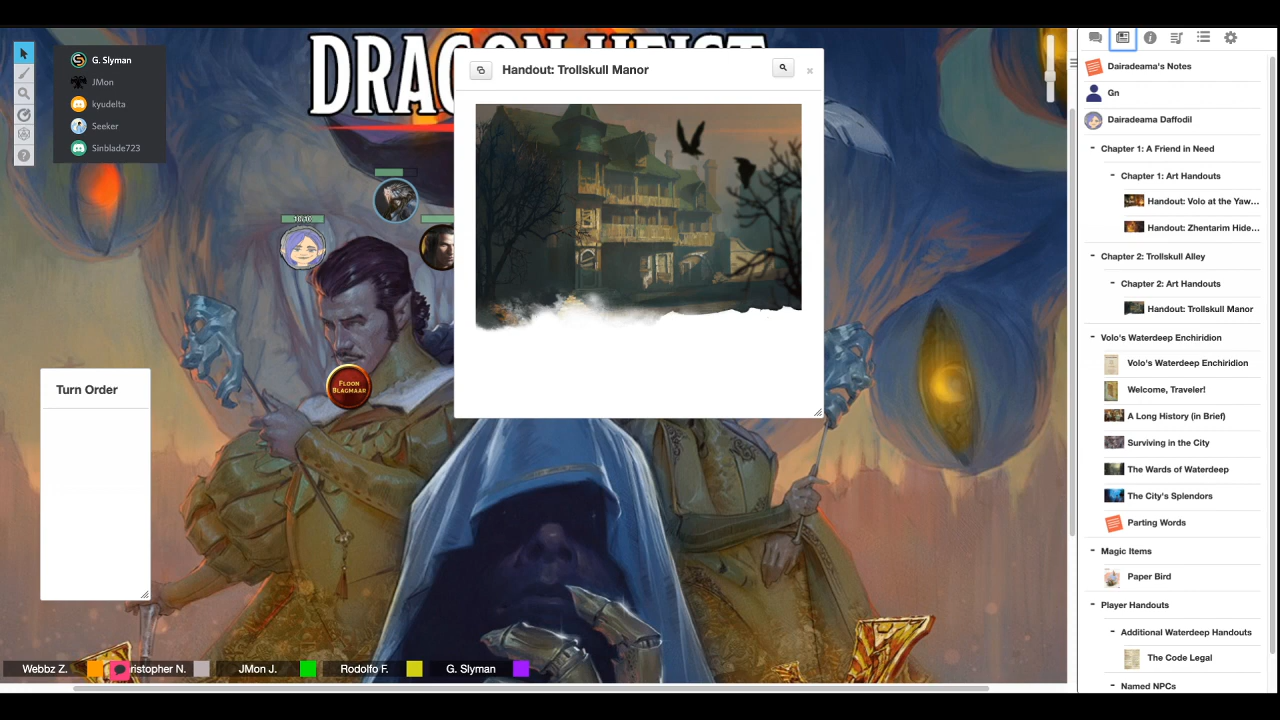 DRAGON HEIST
G. Slyman
JMon
kyudelta
Seeker
Sinblade723
Handout: Trollskull Manor
×
FLOON
BLAGMAAR
Turn Order
Webbz Z.
ristopher N.
JMon J.
Rodolfo F.
G. Slyman
Dairadeama's Notes
Gn
Dairadeama Daffodil
- Chapter 1: A Friend in Need
- Chapter 1: Art Handouts
Handout: Volo at the Yaw...
Handout: Zhentarim Hide...
- Chapter 2: Trollskull Alley
- Chapter 2: Art Handouts
Handout: Trollskull Manor
- Volo's Waterdeep Enchiridion
Volo's Waterdeep Enchiridion
Welcome, Traveler!
A Long History (in Brief)
Surviving in the City
The Wards of Waterdeep
The City's Splendors
Parting Words
- Magic Items
Paper Bird
- Player Handouts
- Additional Waterdeep Handouts
The Code Legal
- Named NPCs